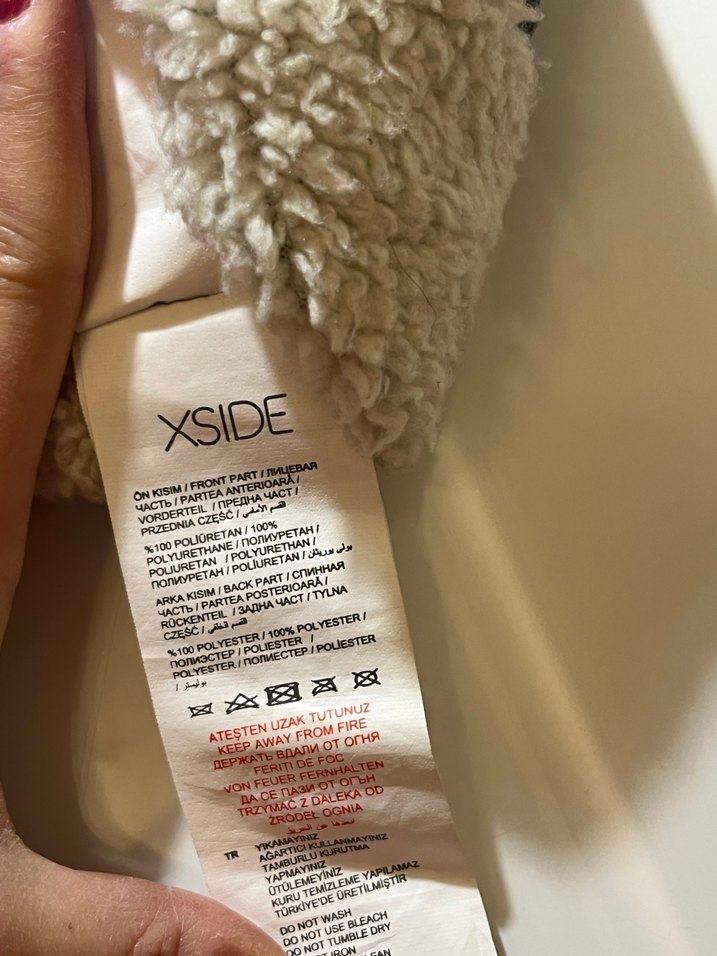 XSIDE
ÖN KISIM / FRONT PART / ЛИЦЕВАЯ
ЧАСТЬ / PARTEA ANTERIOARĂ /
VORDERTEIL / ПРЕДНА ЧАСТ /
PRZEDNIA CZĘŚĆ / القسم الأمامي
%100 POLİÜRETAN / 100%
POLYURETHANE / ПОЛИУРЕТАН /
POLIURETAN / POLYURETHAN /
ПОЛИУРЕТАН / POLİURETAN / بولي يوريثان
ARKA KISIM / BACK PART / СПИННАЯ
ЧАСТЬ / PARTEA POSTERIOARĂ /
RÜCKENTEIL / ЗАДНА ЧАСТ / TYLNA
CZĘŚĆ / القسم الخلفي
%100 POLYESTER / 100% POLYESTER /
ПОЛИЭСТЕР / POLIESTER /
POLYESTER / ПОЛИЕСТЕР / POLİESTER
/ بوليستر
ATEŞTEN UZAK TUTUNUZ
KEEP AWAY FROM FIRE
ДЕРЖАТЬ ВДАЛИ ОТ ОГНЯ
FERIȚI DE FOC
VON FEUER FERNHALTEN
ДА СЕ ПАЗИ ОТ ОГЪН
TRZYMAĆ Z DALEKA OD
ŹRÓDEŁ OGNIA
TR YIKAMAYINIZ
AĞARTICI KULLANMAYINIZ
TAMBURLU KURUTMA
YAPMAYINIZ
ÜTÜLEMEYİNİZ
KURU TEMİZLEME YAPILAMAZ
TÜRKİYE'DE ÜRETİLMİŞTİR
DO NOT WASH
DO NOT USE BLEACH
DO NOT TUMBLE DRY
IRON